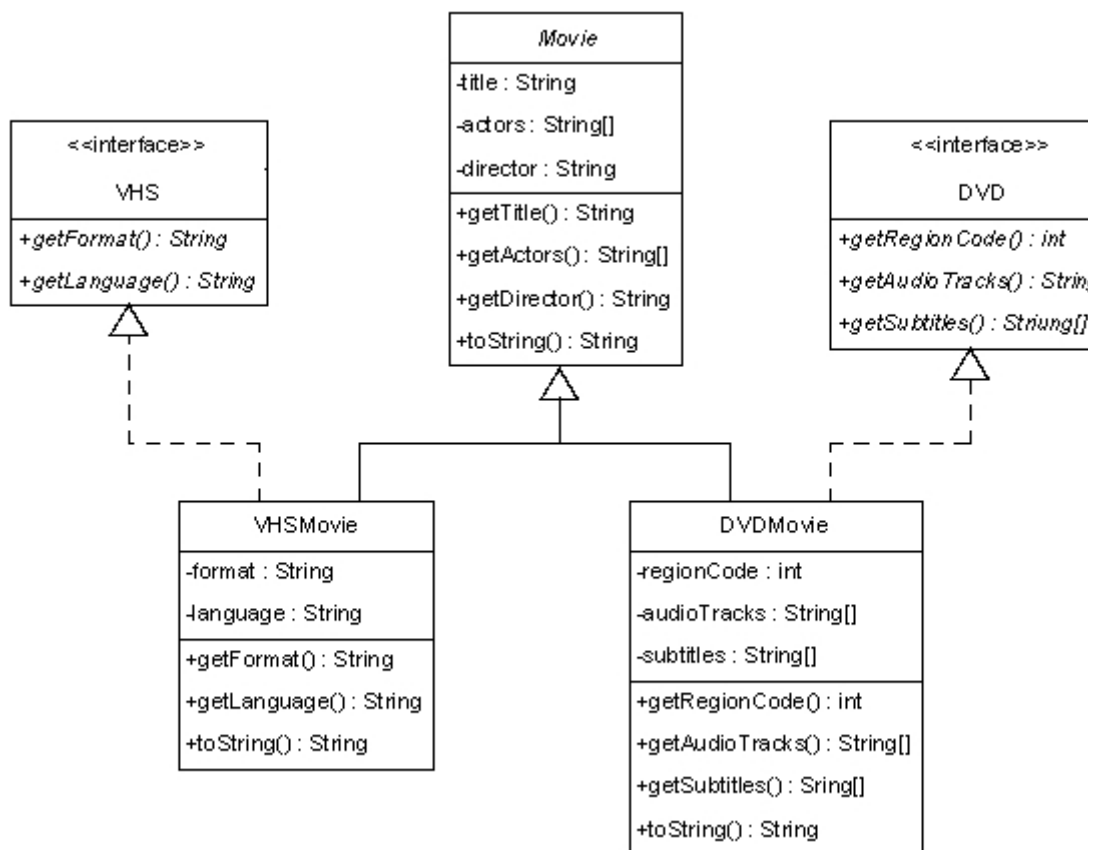 Movie
-title : String
-actors : String[]
-director : String
+getTitle() : String
+getActors() : String[]
+getDirector() : String
+toString() : String
<<interface>>
VHS
+getFormat() : String
+getLanguage() : String
<<interface>>
DVD
+getRegionCode() : int
+getAudioTracks() : String
+getSubtitles() : Striung[]
VHSMovie
-format : String
-language : String
+getFormat() : String
+getLanguage() : String
+toString() : String
DVDMovie
-regionCode : int
-audioTracks : String[]
-subtitles : String[]
+getRegionCode() : int
+getAudioTracks() : String[]
+getSubtitles() : Sring[]
+toString() : String